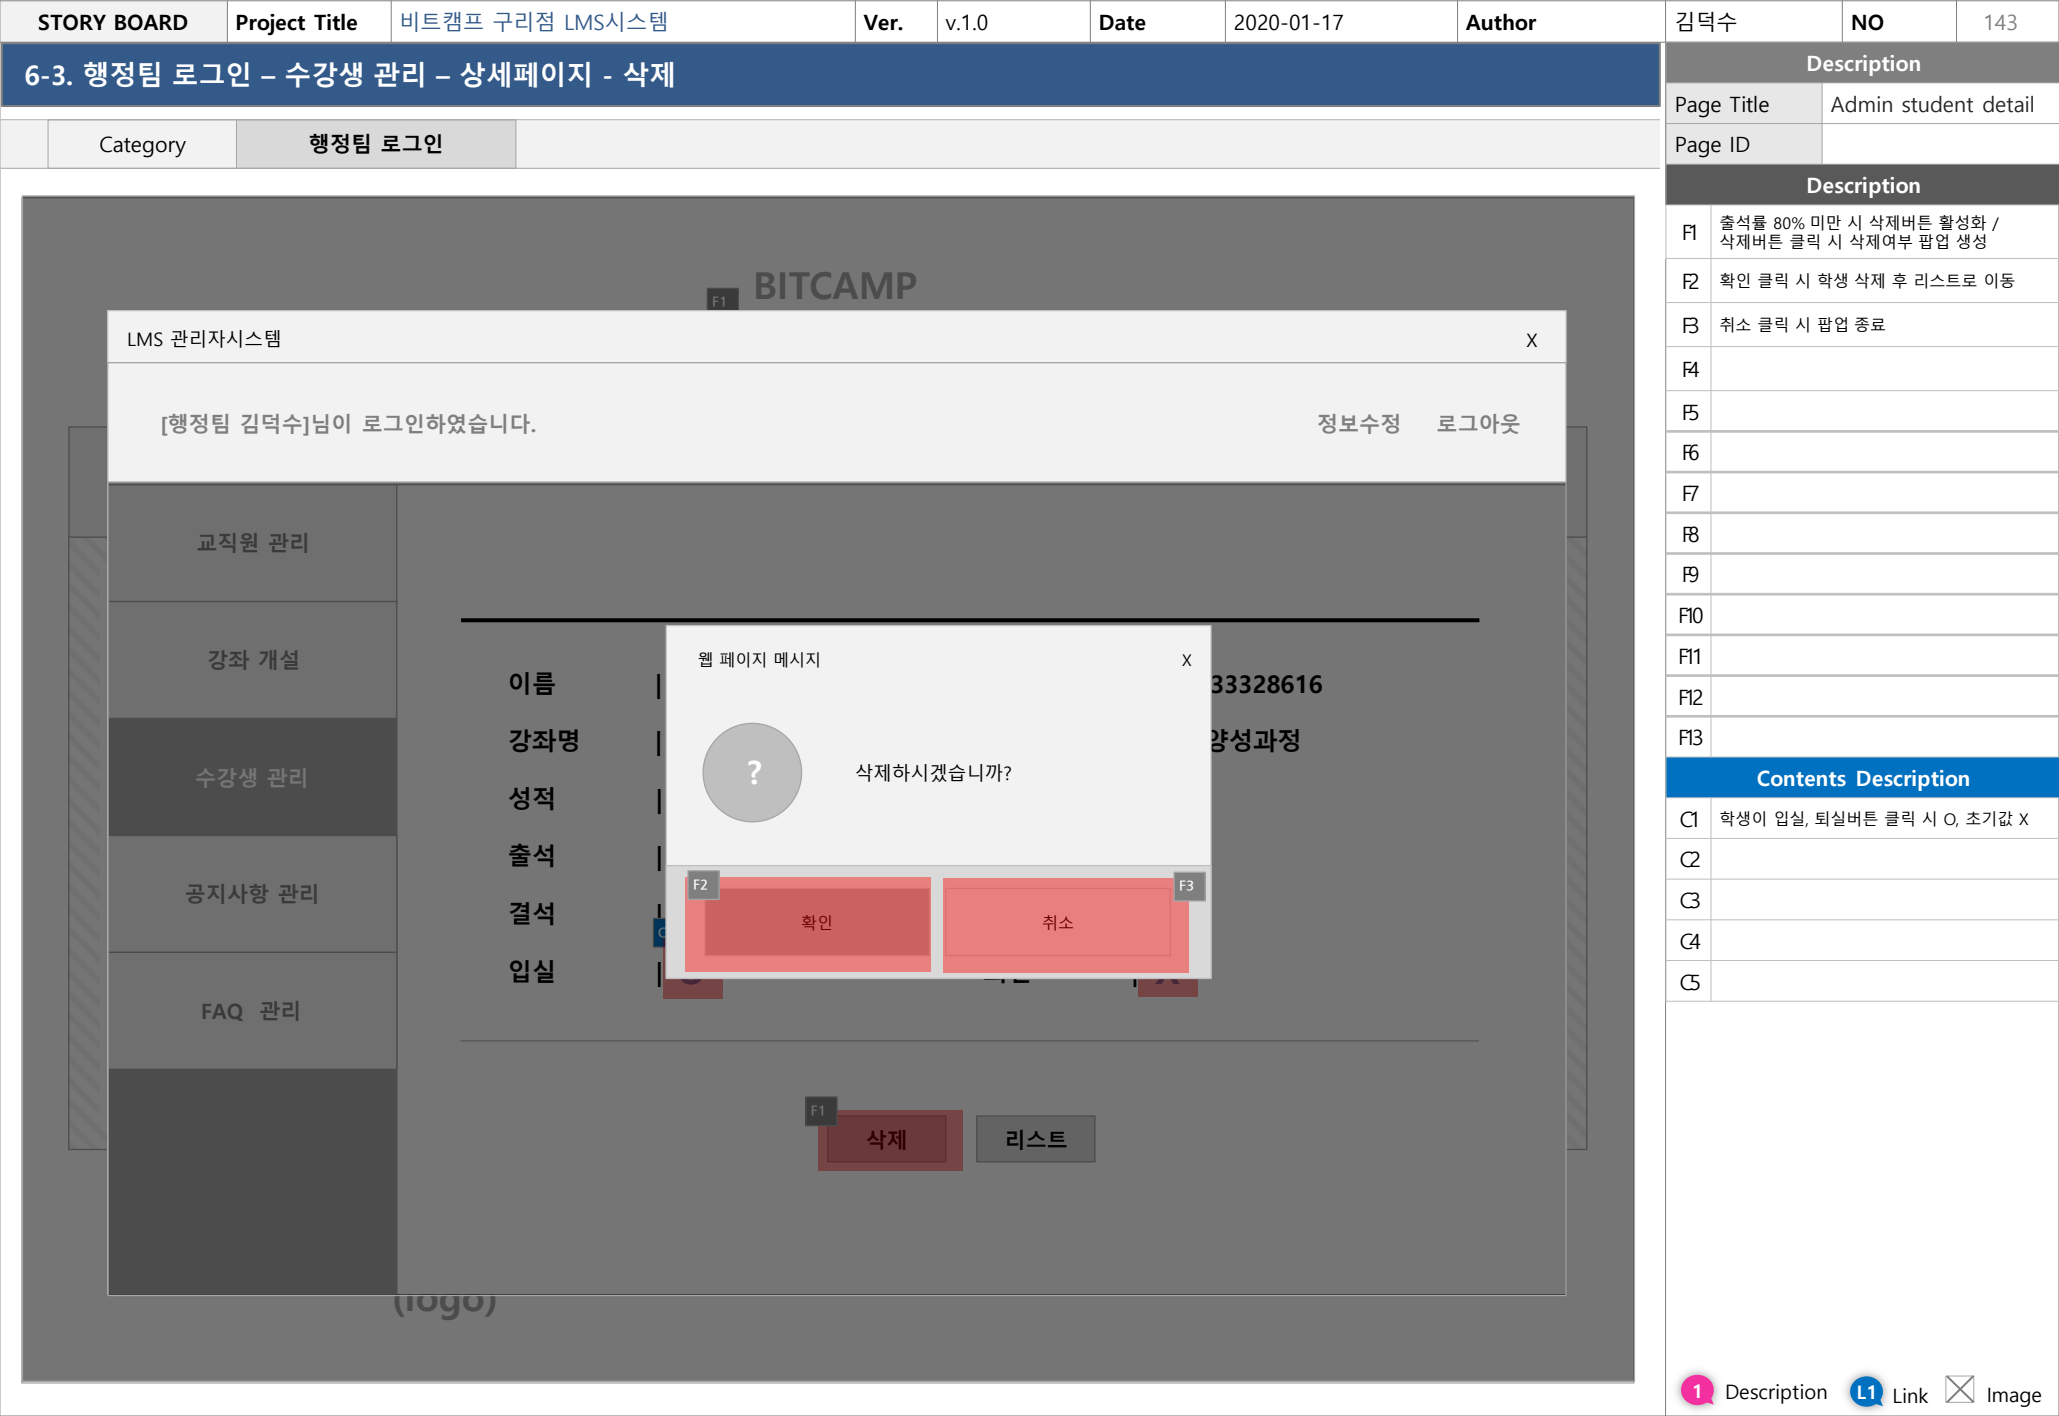 STORY BOARD
Project Title
비트캠프 구리점 LMS시스템
Ver.
v.1.0
Date
2020-01-17
Author
김덕수
NO
143
6-3. 행정팀 로그인 – 수강생 관리 – 상세페이지 - 삭제
Category
행정팀 로그인
F1
BITCAMP
LMS 관리자시스템
X
[행정팀 김덕수]님이 로그인하였습니다.
정보수정
로그아웃
교직원 관리
강좌 개설
수강생 관리
공지사항 관리
FAQ 관리
이름 |
33328616
강좌명 |
양성과정
성적 |
출석 |
결석 |
입실 |
웹 페이지 메시지
X
?
삭제하시겠습니까?
F2
확인
F3
취소
F1
삭제
리스트
(logo)
Description
Page Title
Admin student detail
Page ID
Description
F1
출석률 80% 미만 시 삭제버튼 활성화 /
삭제버튼 클릭 시 삭제여부 팝업 생성
F2
확인 클릭 시 학생 삭제 후 리스트로 이동
F3
취소 클릭 시 팝업 종료
F4
F5
F6
F7
F8
F9
F10
F11
F12
F13
Contents Description
C1
학생이 입실, 퇴실버튼 클릭 시 O, 초기값 X
C2
C3
C4
C5
1 Description
L1 Link
Image